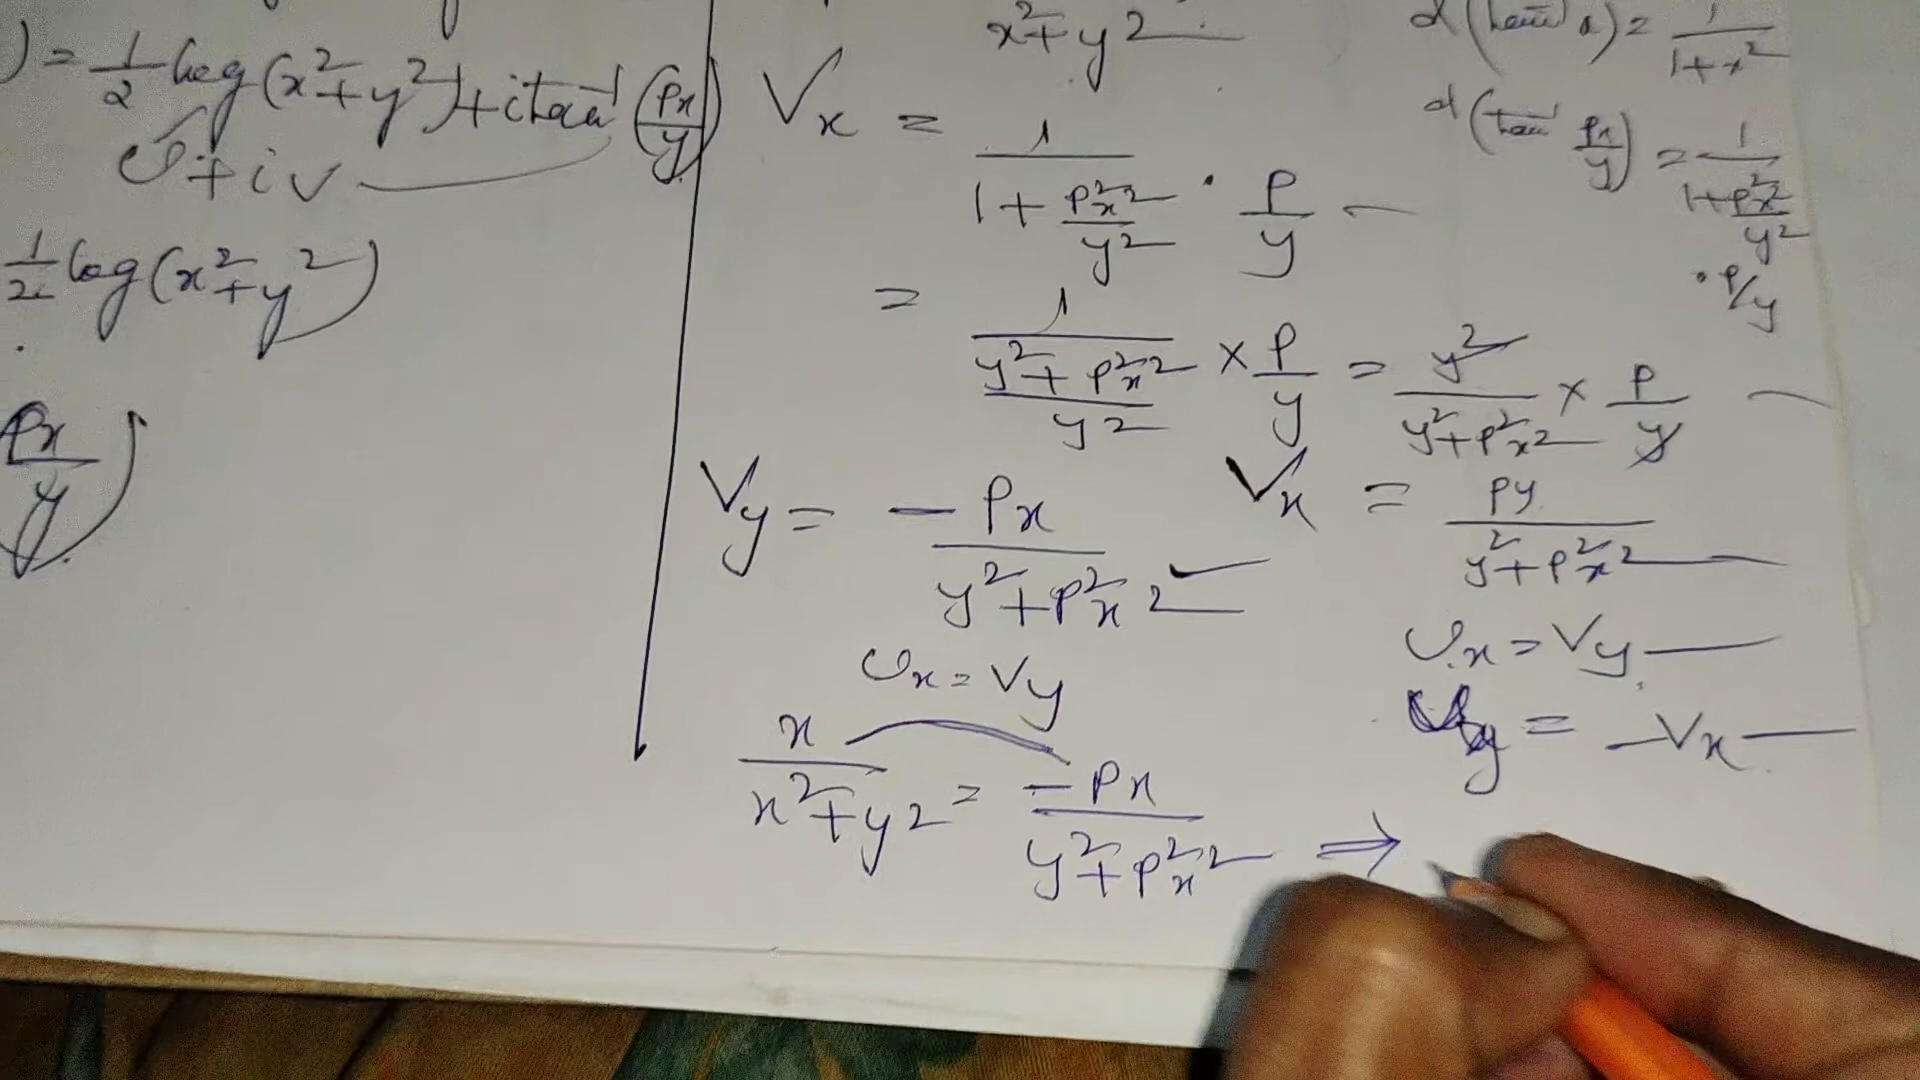 ) = 1/2 log(x²+y²)+i tan⁻¹(px/y)
U+iv
1/2 log(x²+y²)
px/y)
x²+y²
Vx = 1/(1+p²x²/y²) · p/y
= 1/((y²+p²x²)/y²) × p/y = y²/(y²+p²x²) × p/y
Vx = py/(y²+p²x²)
Vy = -px/(y²+p²x²)
Ux = Vy
x/(x²+y²) = -px/(y²+p²x²) ⇒
d(tan⁻¹ x) = 1/(1+x²)
d(tan⁻¹ px/y) = 1/(1+p²x²/y²)
· p/y
Ux = Vy
Uy = -Vx